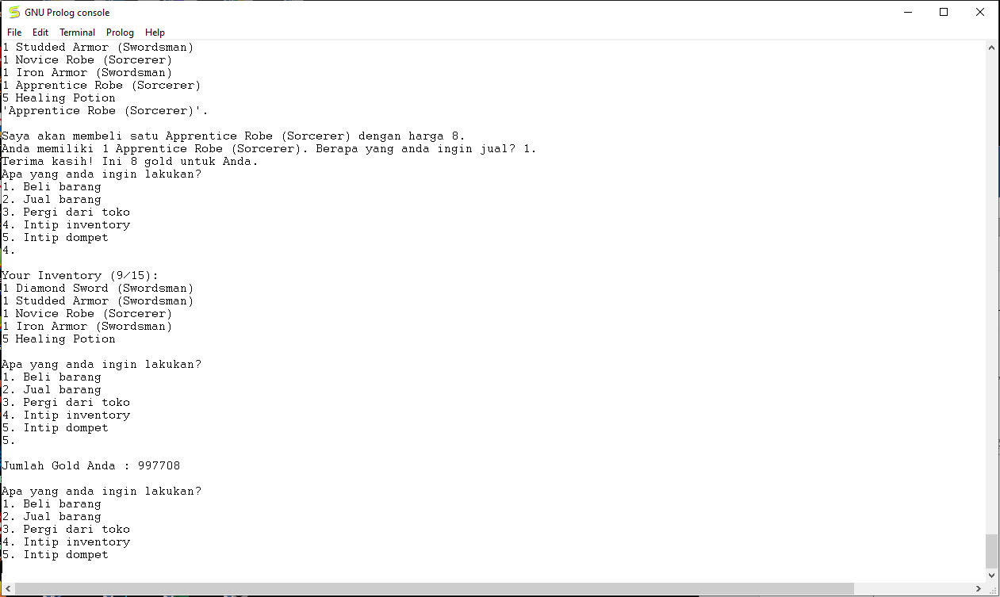 GNU Prolog console
File Edit Terminal Prolog Help
1 Studded Armor (Swordsman)
1 Novice Robe (Sorcerer)
1 Iron Armor (Swordsman)
1 Apprentice Robe (Sorcerer)
5 Healing Potion
'Apprentice Robe (Sorcerer)'.
Saya akan membeli satu Apprentice Robe (Sorcerer) dengan harga 8.
Anda memiliki 1 Apprentice Robe (Sorcerer). Berapa yang anda ingin jual? 1.
Terima kasih! Ini 8 gold untuk Anda.
Apa yang anda ingin lakukan?
1. Beli barang
2. Jual barang
3. Pergi dari toko
4. Intip inventory
5. Intip dompet
4.
Your Inventory (9/15):
1 Diamond Sword (Swordsman)
1 Studded Armor (Swordsman)
1 Novice Robe (Sorcerer)
1 Iron Armor (Swordsman)
5 Healing Potion
Apa yang anda ingin lakukan?
1. Beli barang
2. Jual barang
3. Pergi dari toko
4. Intip inventory
5. Intip dompet
5.
Jumlah Gold Anda : 997708
Apa yang anda ingin lakukan?
1. Beli barang
2. Jual barang
3. Pergi dari toko
4. Intip inventory
5. Intip dompet